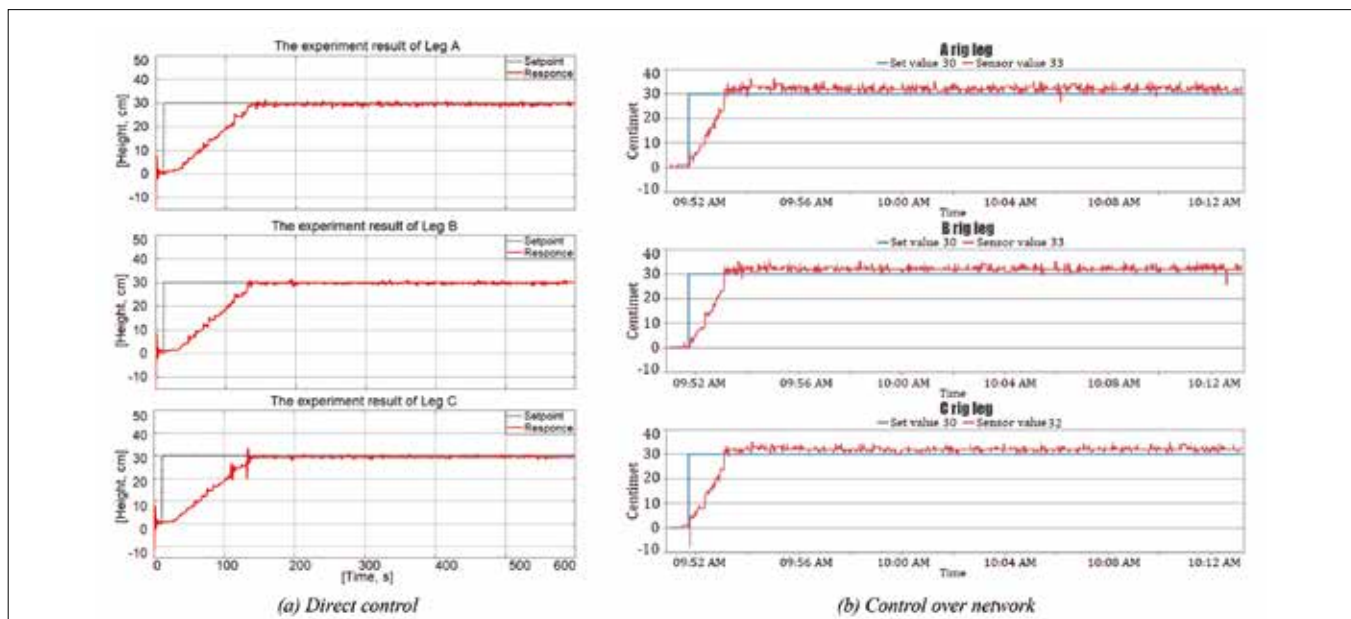 The experiment result of Leg A
Setpoint
Responce
[Height, cm]
50
40
30
20
10
0
-10
The experiment result of Leg B
Setpoint
Responce
[Height, cm]
50
40
30
20
10
0
-10
The experiment result of Leg C
Setpoint
Responce
[Height, cm]
50
40
30
20
10
0
-10
0 100 200 300 400 500 600
[Time, s]
(a) Direct control
A rig leg
Set value 30 Sensor value 33
Centimet
40
30
20
10
0
-10
09:52 AM 09:56 AM 10:00 AM 10:04 AM 10:08 AM 10:12 AM
Time
B rig leg
Set value 30 Sensor value 33
Centimet
40
30
20
10
0
-10
09:52 AM 09:56 AM 10:00 AM 10:04 AM 10:08 AM 10:12 AM
Time
C rig leg
Set value 30 Sensor value 32
Centimet
40
30
20
10
0
-10
09:52 AM 09:56 AM 10:00 AM 10:04 AM 10:08 AM 10:12 AM
Time
(b) Control over network